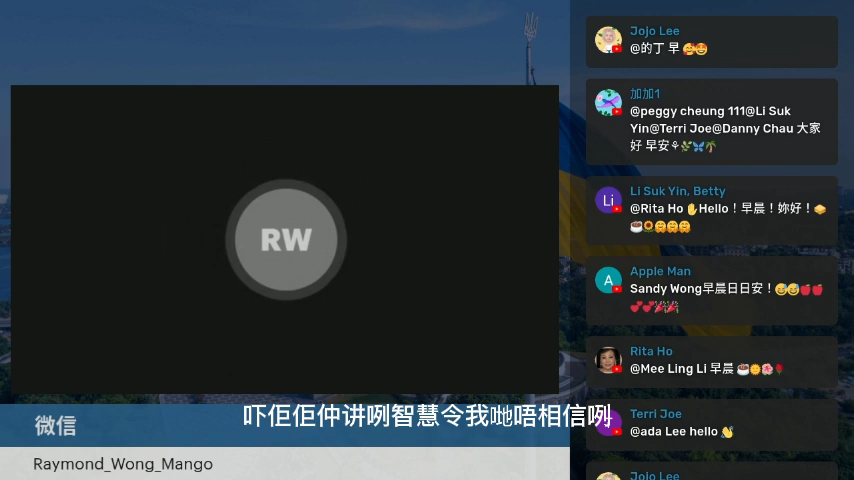 RW
吓佢佢仲讲咧智慧令我哋唔相信咧
微信
Raymond_Wong_Mango
Jojo Lee
@的丁 早 🥰😍
加加1
@peggy cheung 111@Li Suk
Yin@Terri Joe@Danny Chau 大家
好 早安⚘🌿🦋🌴
Li
Li Suk Yin, Betty
@Rita Ho ✋Hello！早晨！妳好！🥪
☕🌻🤗🤗🤗
A
Apple Man
Sandy Wong早晨日日安！😅😅🍎🍎
💕💕🎉🎉
Rita Ho
@Mee Ling Li 早晨 ☕🌼🌸🌹
Terri Joe
@ada Lee hello 👋
Jojo Lee